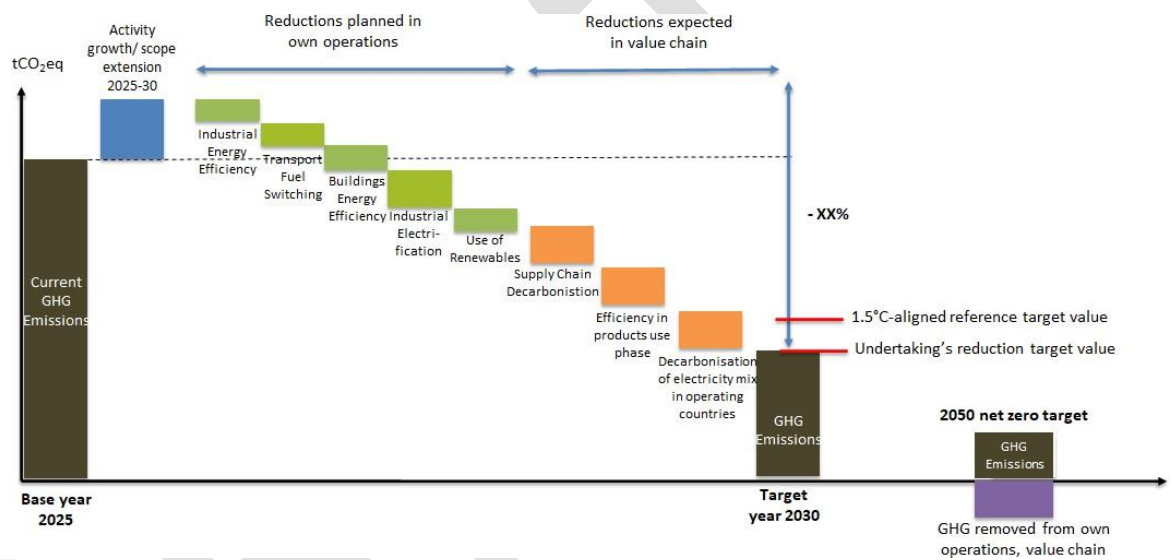 Activity
growth/ scope
extension
2025-30
Reductions planned in
own operations
Reductions expected
in value chain
tCO₂eq
Industrial
Energy
Efficiency
Transport
Fuel
Switching
Buildings
Energy
Efficiency
Industrial
Electri-
fication
Use of
Renewables
Supply Chain
Decarbonistion
Efficiency in
products use
phase
Decarbonisation
of electricity mix
in operating
countries
- XX%
1.5°C-aligned reference target value
Undertaking's reduction target value
Current
GHG
Emissions
GHG
Emissions
2050 net zero target
GHG
Emissions
Base year
2025
Target
year 2030
GHG removed from own
operations, value chain